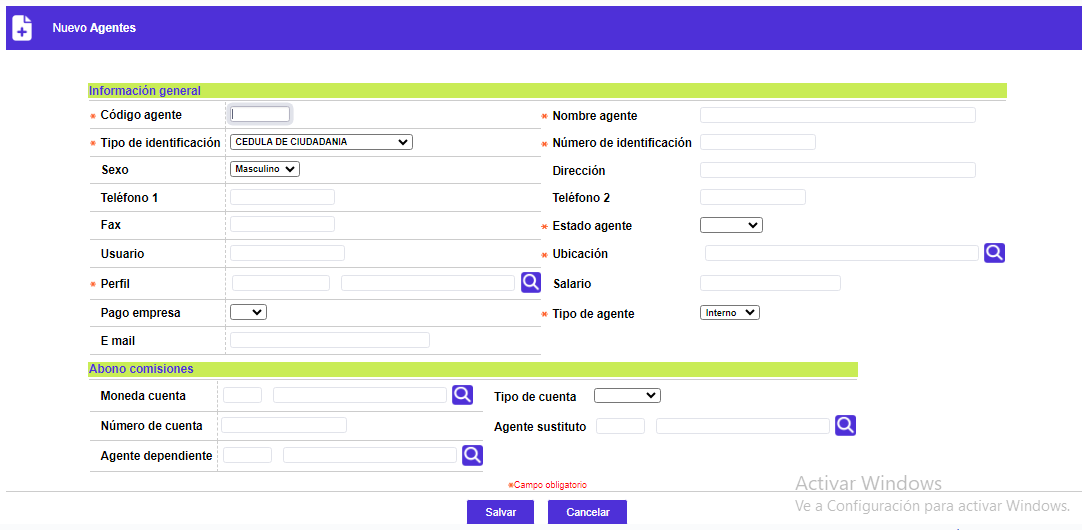 Nuevo Agentes
Información general
* Código agente
* Nombre agente
* Tipo de identificación CEDULA DE CIUDADANIA
* Número de identificación
Sexo Masculino
Dirección
Teléfono 1
Teléfono 2
Fax
* Estado agente
Usuario
* Ubicación
* Perfil
Salario
Pago empresa
* Tipo de agente Interno
E mail
Abono comisiones
Moneda cuenta
Tipo de cuenta
Número de cuenta
Agente sustituto
Agente dependiente
*Campo obligatorio
Salvar Cancelar
Activar Windows
Ve a Configuración para activar Windows.